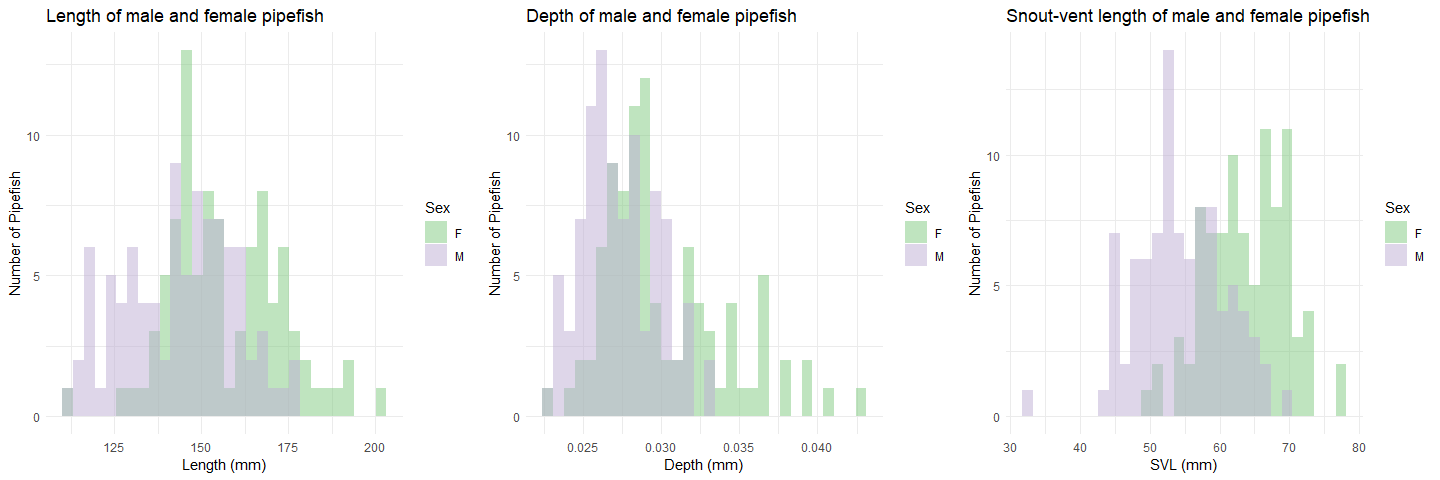 Length of male and female pipefish
Number of Pipefish
10
5
0
125 150 175 200
Length (mm)
Sex
F
M
Depth of male and female pipefish
Number of Pipefish
10
5
0
0.025 0.030 0.035 0.040
Depth (mm)
Sex
F
M
Snout-vent length of male and female pipefish
Number of Pipefish
10
5
0
30 40 50 60 70 80
SVL (mm)
Sex
F
M